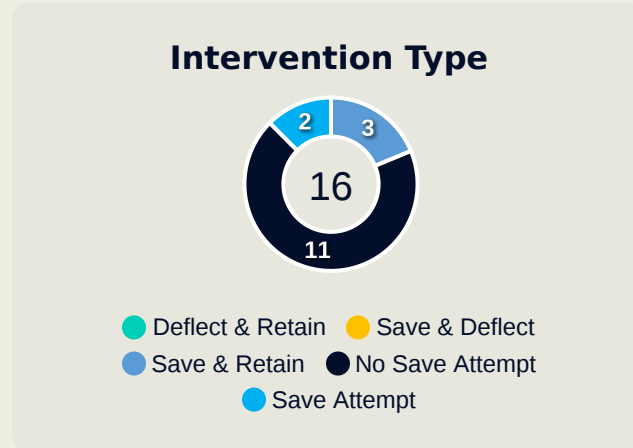 Intervention Type
2
3
16
11
Deflect & Retain
Save & Deflect
Save & Retain
No Save Attempt
Save Attempt